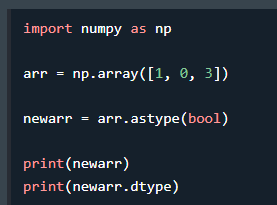 import numpy as np
arr = np.array([1, 0, 3])
newarr = arr.astype(bool)
print(newarr)
print(newarr.dtype)